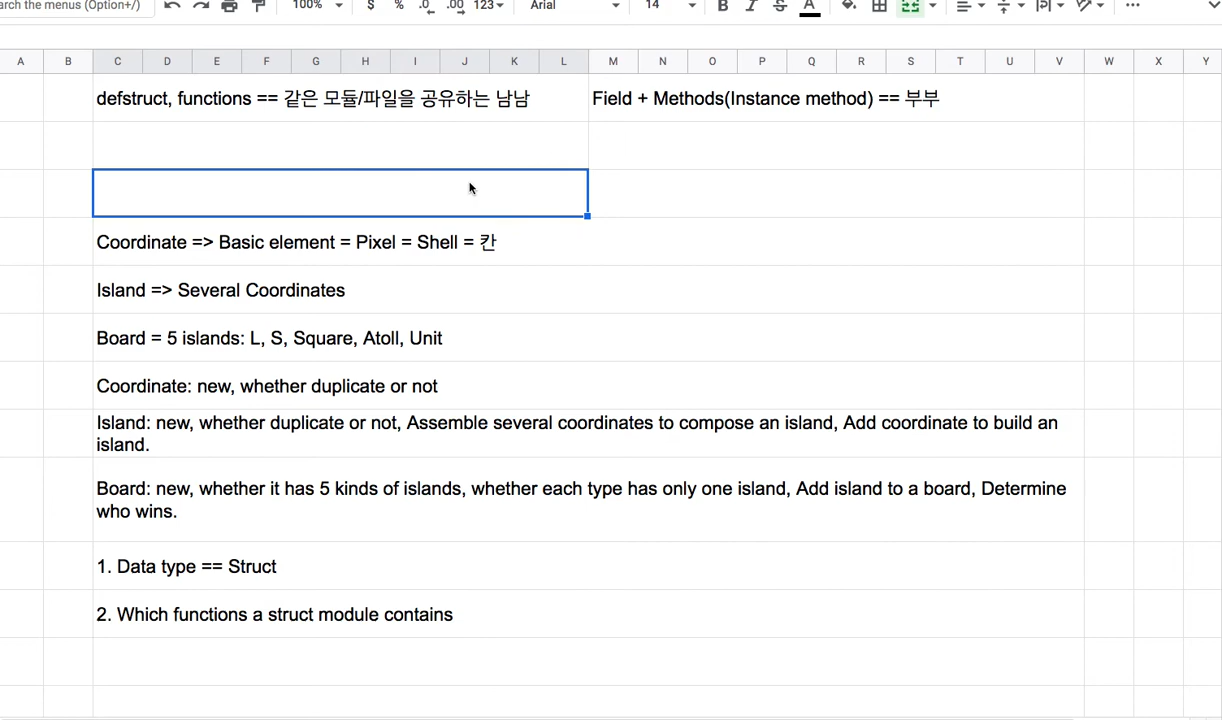 arch the menus (Option+/)
100% $ % .0 .00 123 Arial 14 B I S A
A B C D E F G H I J K L M N O P Q R S T U V W X Y
defstruct, functions == 같은 모듈/파일을 공유하는 남남
Field + Methods(Instance method) == 부부
Coordinate => Basic element = Pixel = Shell = 칸
Island => Several Coordinates
Board = 5 islands: L, S, Square, Atoll, Unit
Coordinate: new, whether duplicate or not
Island: new, whether duplicate or not, Assemble several coordinates to compose an island, Add coordinate to build an
island.
Board: new, whether it has 5 kinds of islands, whether each type has only one island, Add island to a board, Determine
who wins.
1. Data type == Struct
2. Which functions a struct module contains